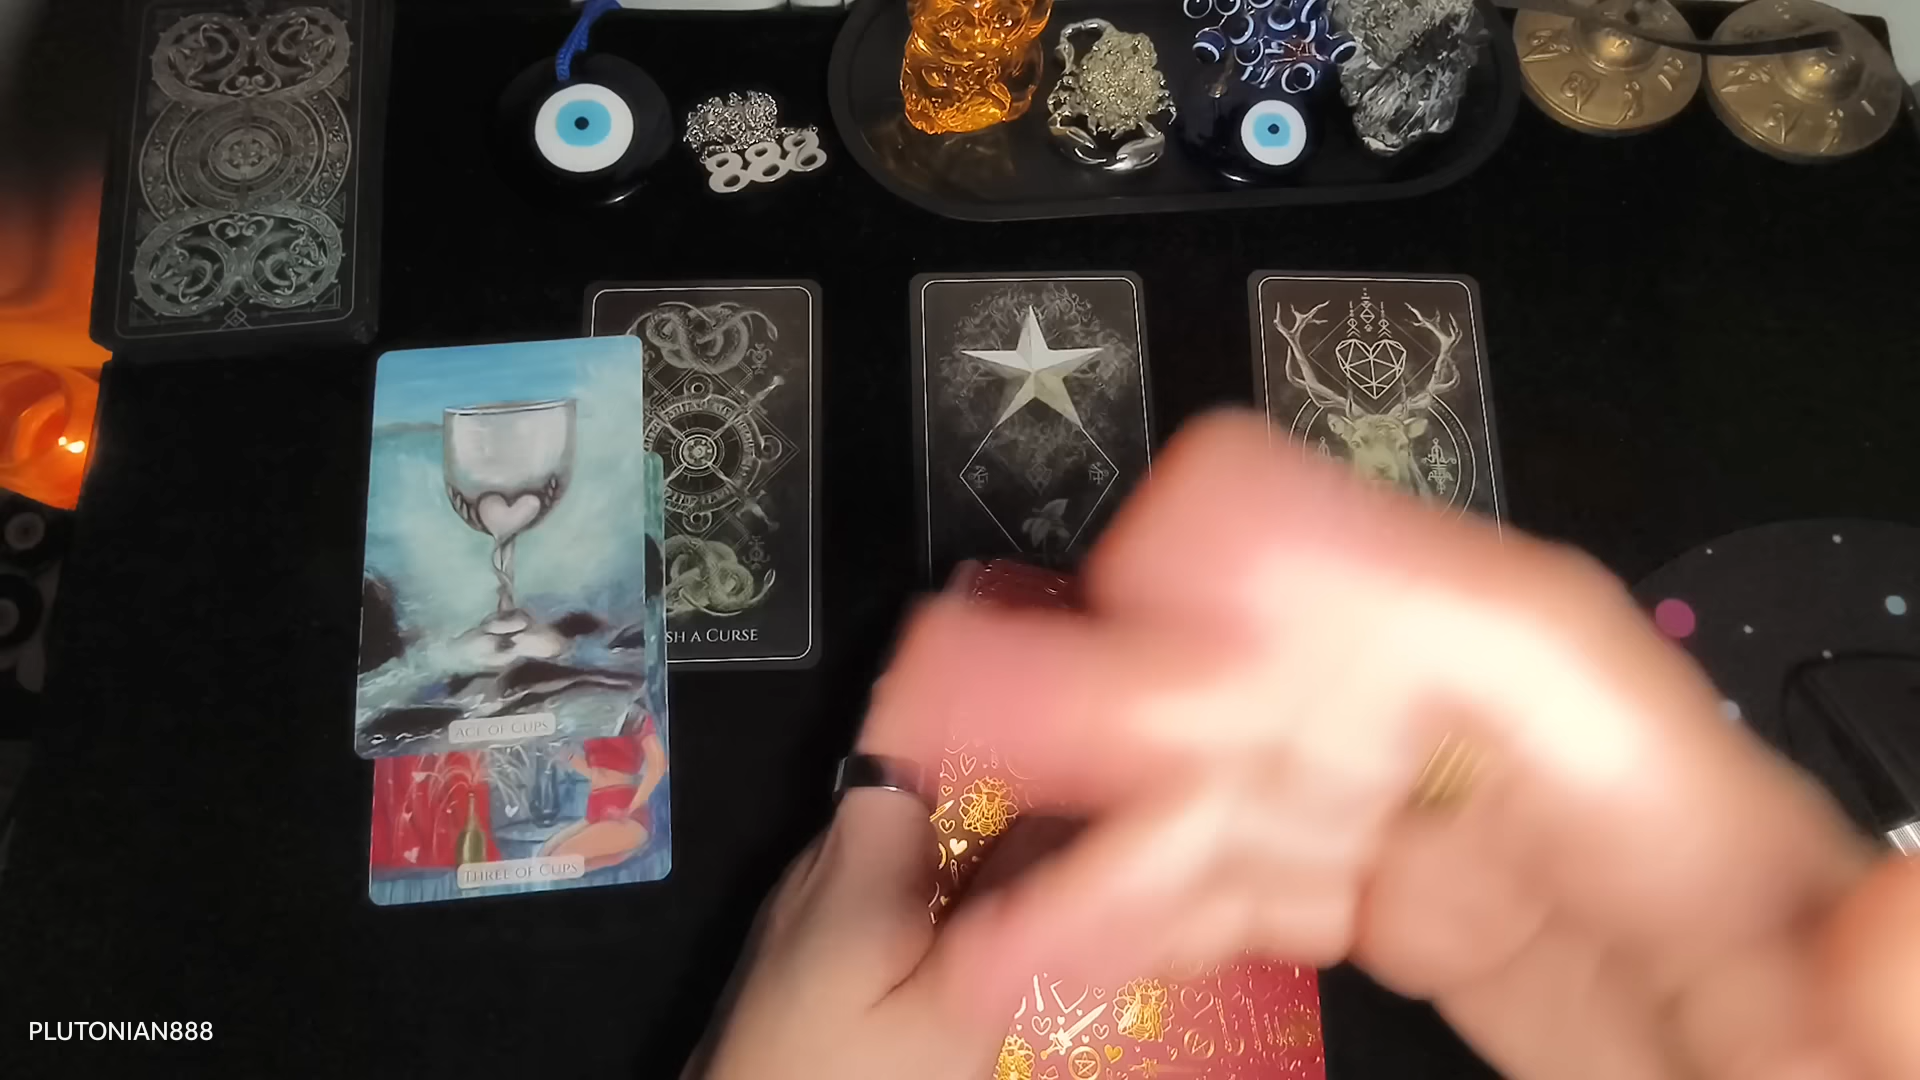 888
SH A CURSE
ACE OF CUPS
THREE OF CUPS
PLUTONIAN888